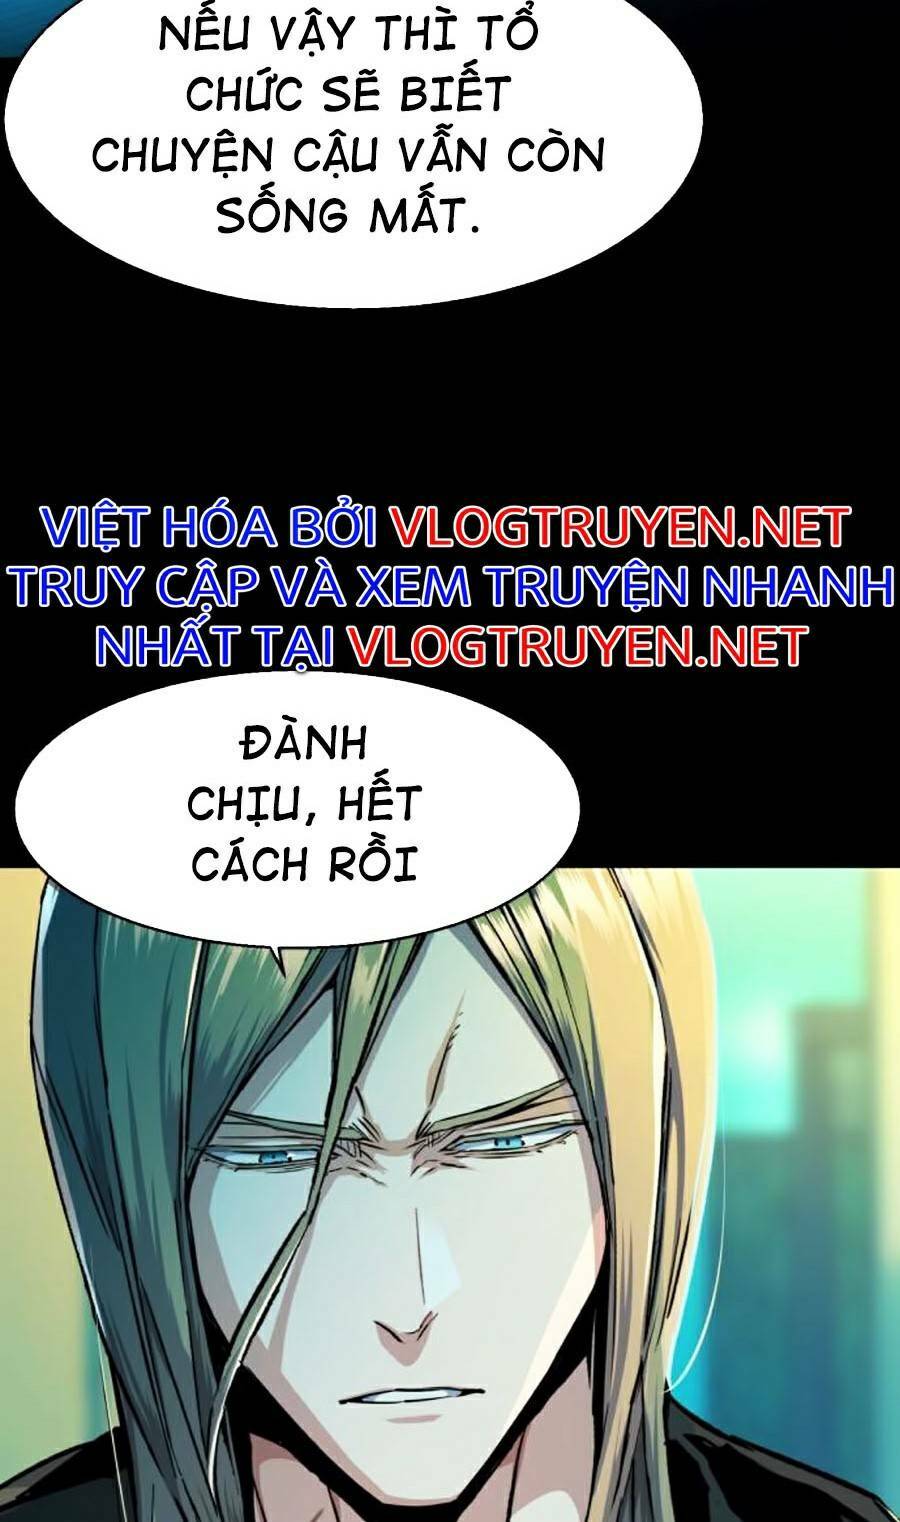 NẾU VẬY THÌ TỔ
CHỨC SẼ BIẾT
CHUYỆN CẬU VẪN CÒN
SỐNG MẤT.
VIỆT HÓA BỞI VLOGTRUYEN.NET
TRUY CẬP VÀ XEM TRUYỆN NHANH
NHẤT TẠI VLOGTRUYEN.NET
ĐÀNH
CHỊU, HẾT
CÁCH RỒI